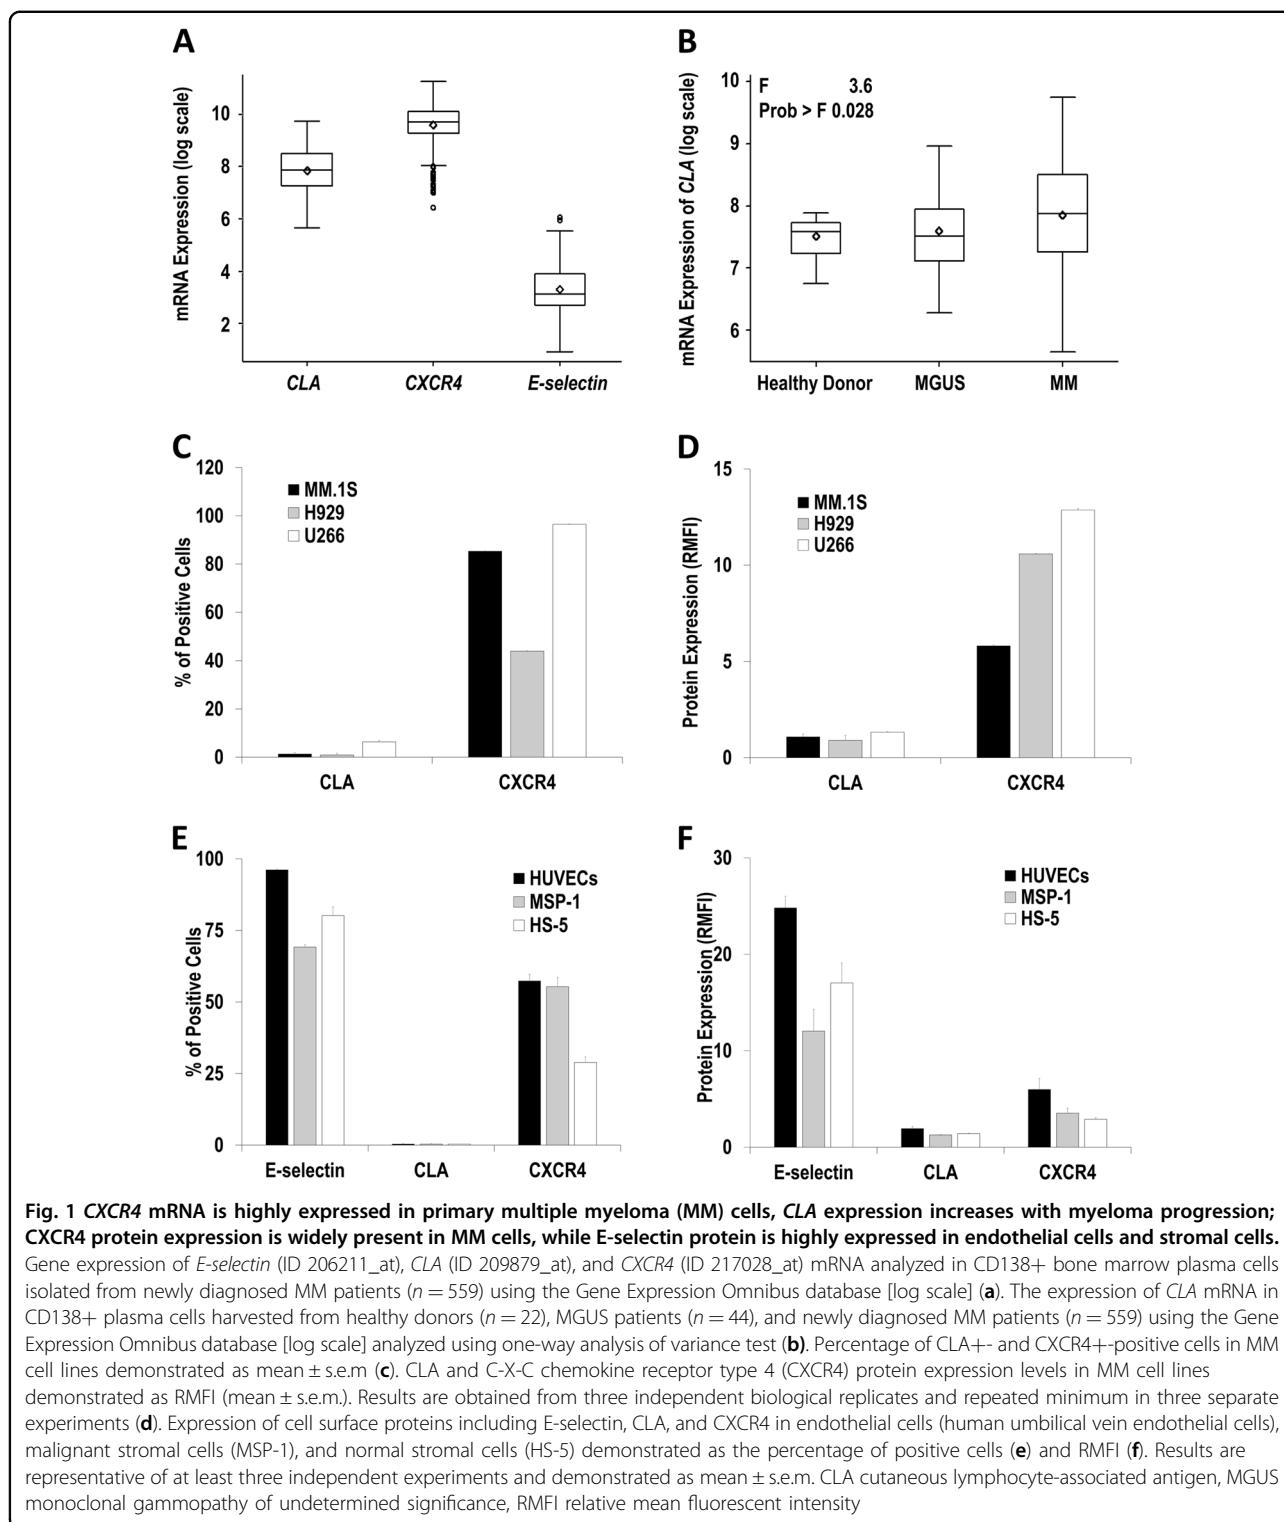 A
mRNA Expression (log scale)
10
8
6
4
2
CLA
CXCR4
E-selectin
B
mRNA Expression of CLA (log scale)
10
9
8
7
6
F 3.6
Prob > F 0.028
Healthy Donor
MGUS
MM
C
% of Positive Cells
120
100
80
60
40
20
0
MM.1S
H929
U266
CLA
CXCR4
D
Protein Expression (RMFI)
15
10
5
0
MM.1S
H929
U266
CLA
CXCR4
E
% of Positive Cells
100
75
50
25
0
HUVECs
MSP-1
HS-5
E-selectin
CLA
CXCR4
F
Protein Expression (RMFI)
30
20
10
0
HUVECs
MSP-1
HS-5
E-selectin
CLA
CXCR4
Fig. 1 CXCR4 mRNA is highly expressed in primary multiple myeloma (MM) cells, CLA expression increases with myeloma progression;
CXCR4 protein expression is widely present in MM cells, while E-selectin protein is highly expressed in endothelial cells and stromal cells.
Gene expression of E-selectin (ID 206211_at), CLA (ID 209879_at), and CXCR4 (ID 217028_at) mRNA analyzed in CD138+ bone marrow plasma cells
isolated from newly diagnosed MM patients (n = 559) using the Gene Expression Omnibus database [log scale] (a). The expression of CLA mRNA in
CD138+ plasma cells harvested from healthy donors (n = 22), MGUS patients (n = 44), and newly diagnosed MM patients (n = 559) using the Gene
Expression Omnibus database [log scale] analyzed using one-way analysis of variance test (b). Percentage of CLA+- and CXCR4+-positive cells in MM
cell lines demonstrated as mean ± s.e.m (c). CLA and C-X-C chemokine receptor type 4 (CXCR4) protein expression levels in MM cell lines
demonstrated as RMFI (mean ± s.e.m.). Results are obtained from three independent biological replicates and repeated minimum in three separate
experiments (d). Expression of cell surface proteins including E-selectin, CLA, and CXCR4 in endothelial cells (human umbilical vein endothelial cells),
malignant stromal cells (MSP-1), and normal stromal cells (HS-5) demonstrated as the percentage of positive cells (e) and RMFI (f). Results are
representative of at least three independent experiments and demonstrated as mean ± s.e.m. CLA cutaneous lymphocyte-associated antigen, MGUS
monoclonal gammopathy of undetermined significance, RMFI relative mean fluorescent intensity